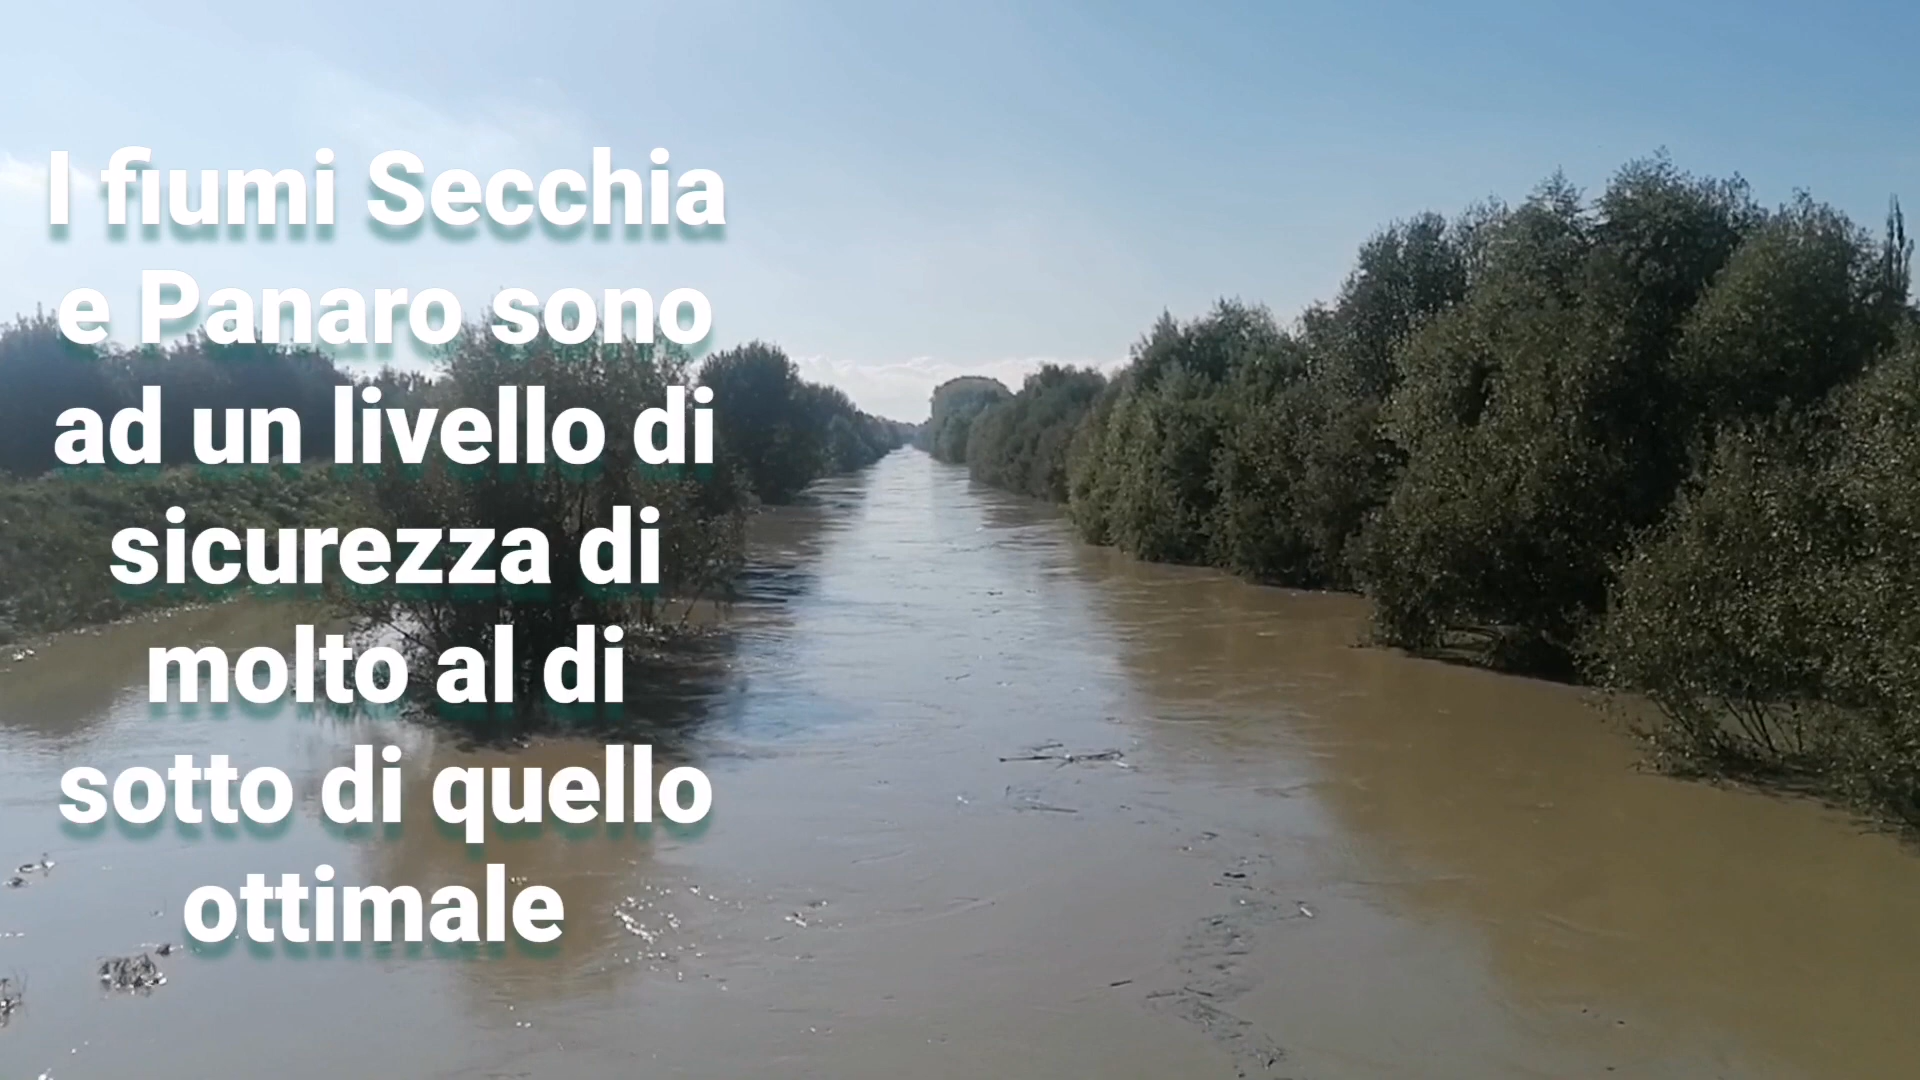 I fiumi Secchia
e Panaro sono
ad un livello di
sicurezza di
molto al di
sotto di quello
ottimale